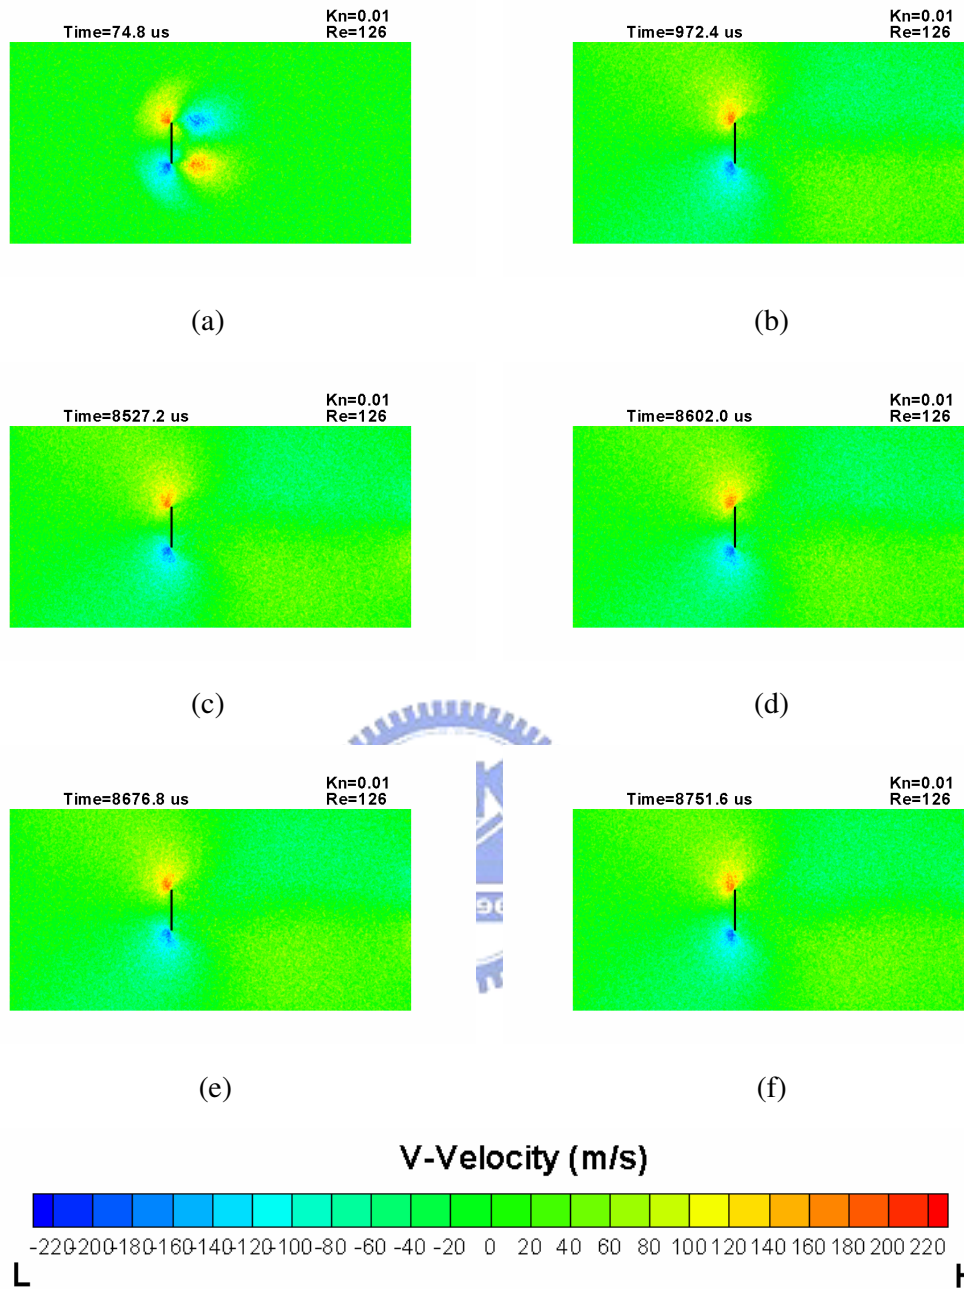 Kn=0.01
Time=74.8 us Re=126
Kn=0.01
Time=972.4 us Re=126
(a) (b)
Kn=0.01
Time=8527.2 us Re=126
Kn=0.01
Time=8602.0 us Re=126
(c) (d)
Kn=0.01
Time=8676.8 us Re=126
Kn=0.01
Time=8751.6 us Re=126
(e) (f)
V-Velocity (m/s)
-220 -200 -180 -160 -140 -120 -100 -80 -60 -40 -20 0 20 40 60 80 100 120 140 160 180 200 220
L